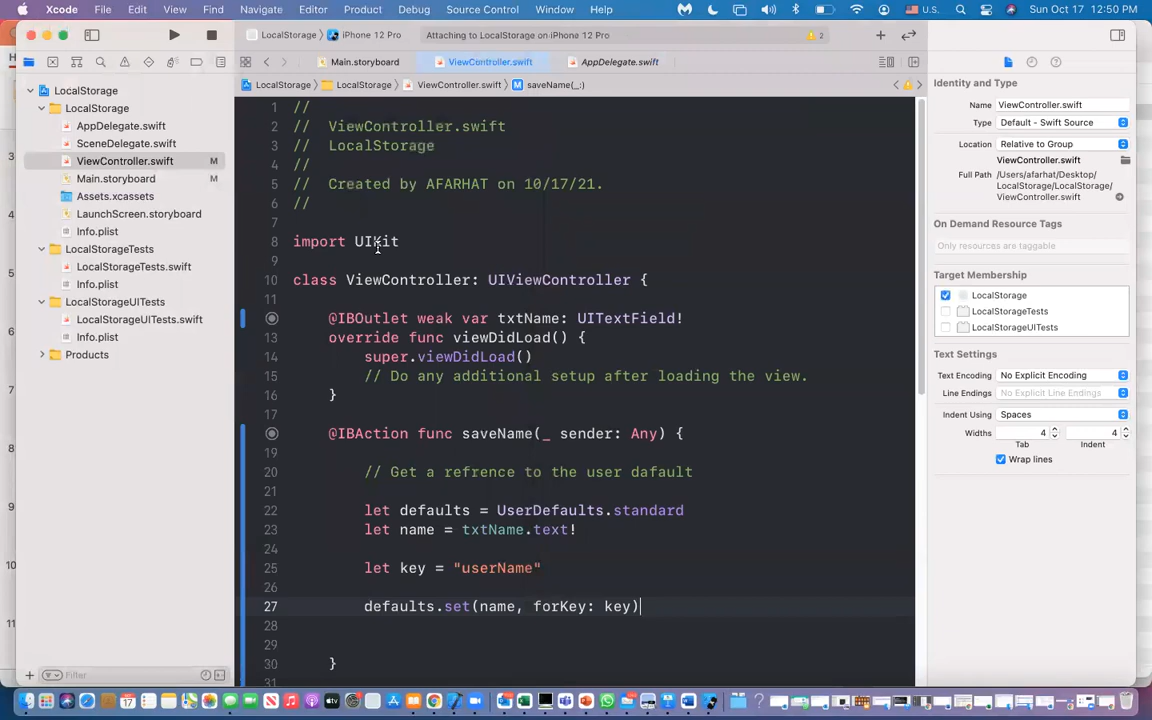 Xcode File Edit View Find Navigate Editor Product Debug Source Control Window Help U.S. Sun Oct 17 12:50 PM
LocalStorage iPhone 12 Pro Attaching to LocalStorage on iPhone 12 Pro 2
Main.storyboard ViewController.swift AppDelegate.swift
LocalStorage LocalStorage ViewController.swift M saveName(_:)
LocalStorage
LocalStorage
AppDelegate.swift
SceneDelegate.swift
ViewController.swift M
Main.storyboard M
Assets.xcassets
LaunchScreen.storyboard
Info.plist
LocalStorageTests
LocalStorageTests.swift
Info.plist
LocalStorageUITests
LocalStorageUITests.swift
Info.plist
Products
Filter
1 //
2 // ViewController.swift
3 // LocalStorage
4 //
5 // Created by AFARHAT on 10/17/21.
6 //
7
8 import UIKit
9
10 class ViewController: UIViewController {
11
@IBOutlet weak var txtName: UITextField!
13 override func viewDidLoad() {
14 super.viewDidLoad()
15 // Do any additional setup after loading the view.
16 }
17
@IBAction func saveName(_ sender: Any) {
19
20 // Get a refrence to the user dafault
21
22 let defaults = UserDefaults.standard
23 let name = txtName.text!
24
25 let key = "userName"
26
27 defaults.set(name, forKey: key)
28
29
30 }
31
Identity and Type
Name ViewController.swift
Type Default - Swift Source
Location Relative to Group
ViewController.swift
Full Path /Users/afarhat/Desktop/
LocalStorage/LocalStorage/
ViewController.swift
On Demand Resource Tags
Only resources are taggable
Target Membership
LocalStorage
LocalStorageTests
LocalStorageUITests
Text Settings
Text Encoding No Explicit Encoding
Line Endings No Explicit Line Endings
Indent Using Spaces
Widths 4 4
Tab Indent
Wrap lines